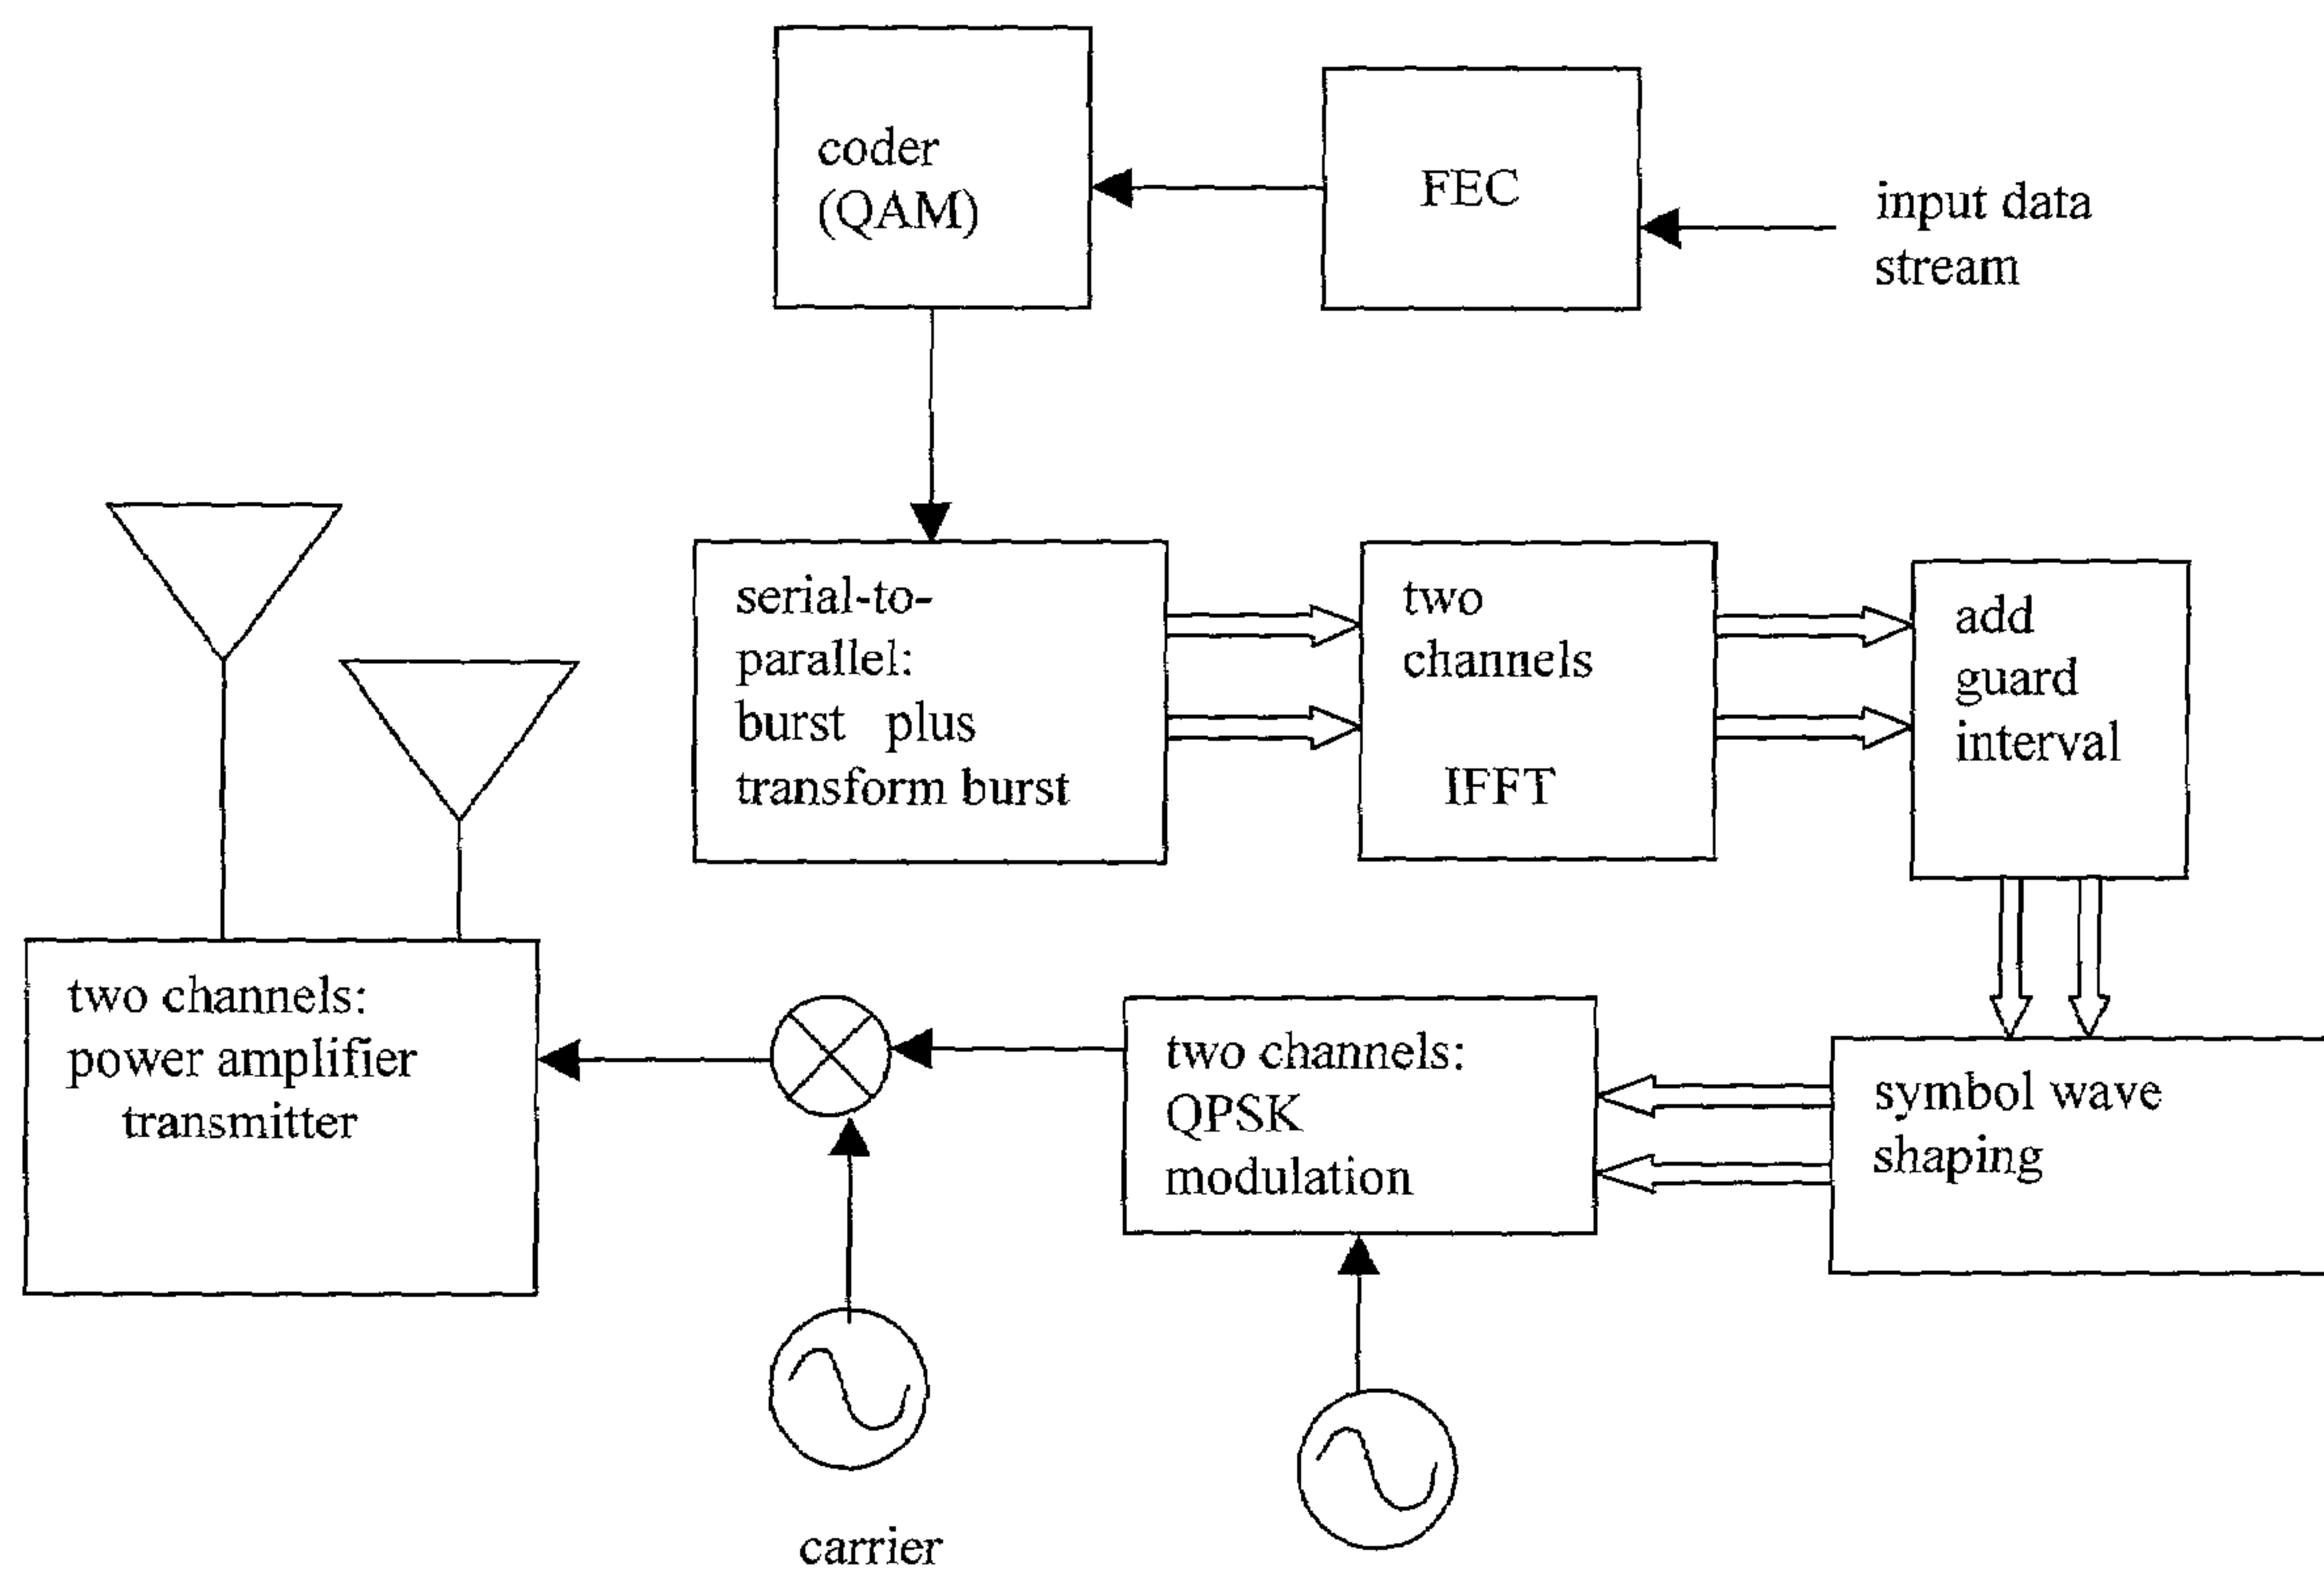 coder
(QAM)
FEC
input data
stream
serial-to-
parallel:
burst plus
transform burst
two
channels
IFFT
add
guard
interval
two channels:
power amplifier
transmitter
two channels:
QPSK
modulation
symbol wave
shaping
carrier